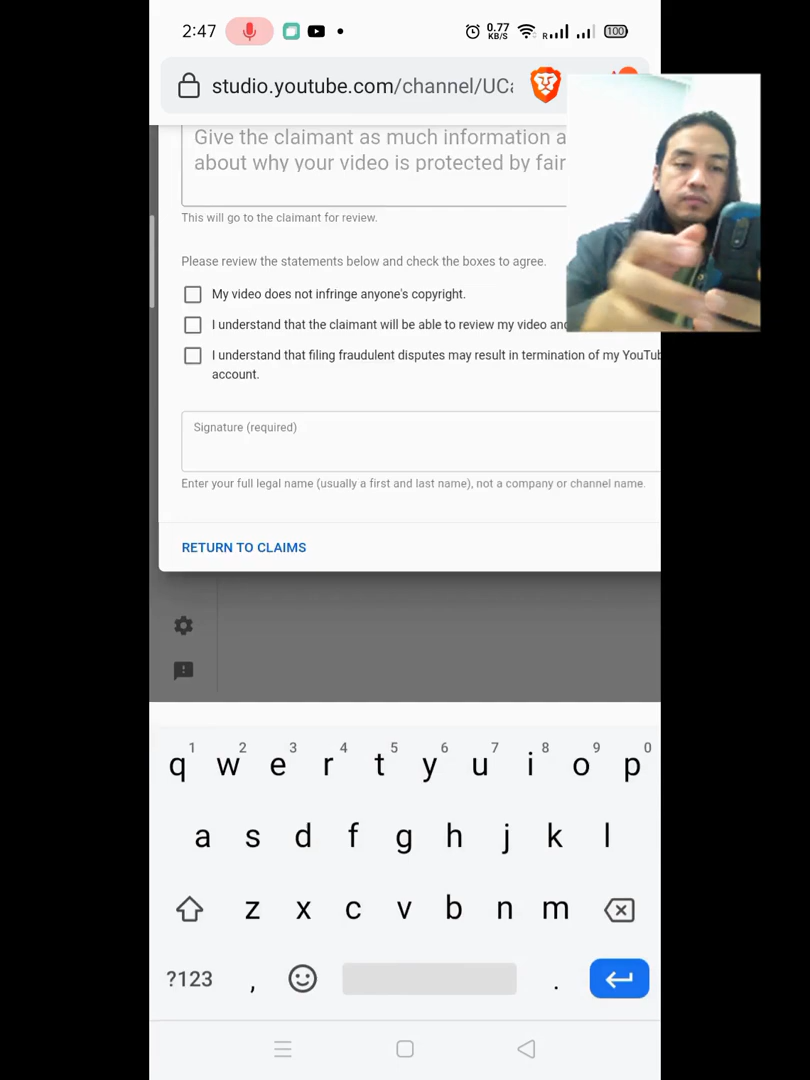 2:47
0.77
KB/S
R
100
studio.youtube.com/channel/UCa
Give the claimant as much information a
about why your video is protected by fair
This will go to the claimant for review.
Please review the statements below and check the boxes to agree.
My video does not infringe anyone's copyright.
I understand that the claimant will be able to review my video and
I understand that filing fraudulent disputes may result in termination of my YouTub
account.
Signature (required)
Enter your full legal name (usually a first and last name), not a company or channel name.
RETURN TO CLAIMS
1 2 3 4 5 6 7 8 9 0
q w e r t y u i o p
a s d f g h j k l
z x c v b n m
?123 , .